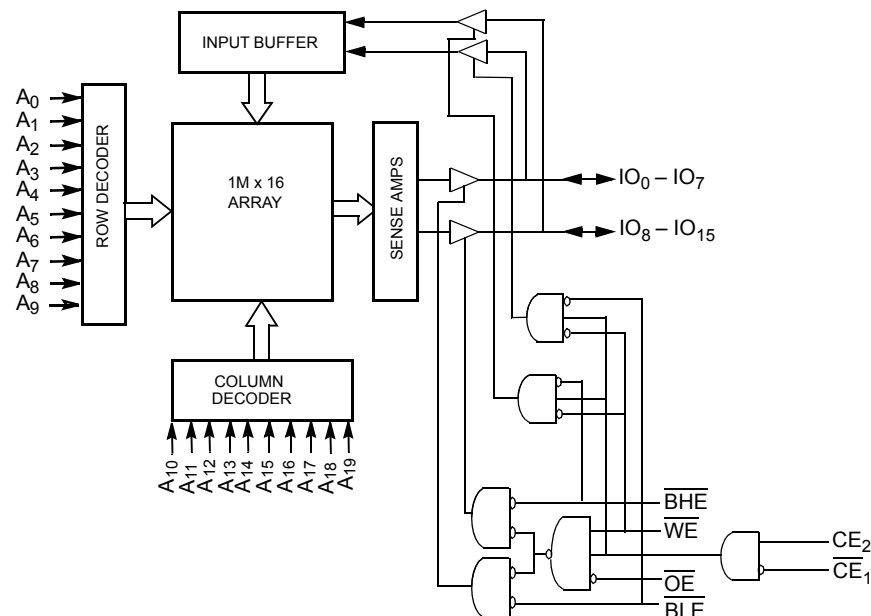 INPUT BUFFER
A0
A1
A2
A3
A4
A5
A6
A7
A8
A9
ROW DECODER
1M x 16
ARRAY
SENSE AMPS
IO0 – IO7
IO8 – IO15
COLUMN
DECODER
A10
A11
A12
A13
A14
A15
A16
A17
A18
A19
BHE
WE
CE2
CE1
OE
BLE